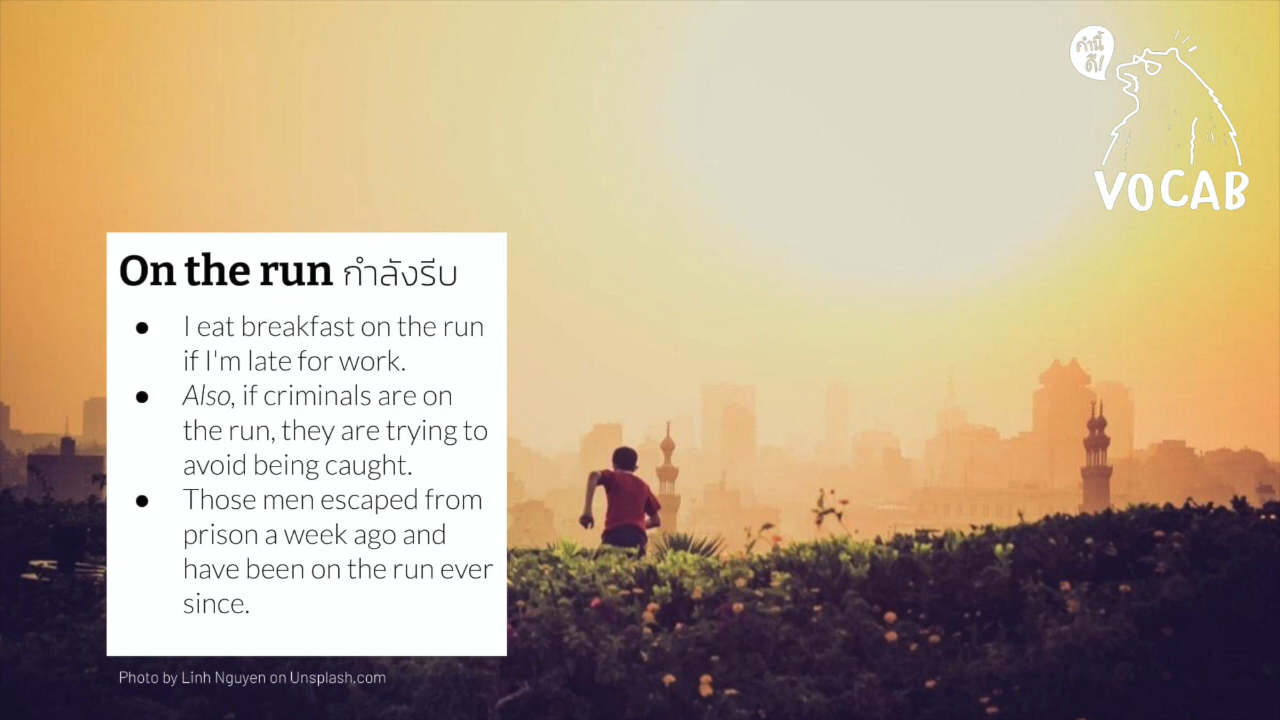 คำนี้
ดี!
VOCAB
On the run กำลังรีบ
● I eat breakfast on the run
if I'm late for work.
● Also, if criminals are on
the run, they are trying to
avoid being caught.
● Those men escaped from
prison a week ago and
have been on the run ever
since.
Photo by Linh Nguyen on Unsplash.com